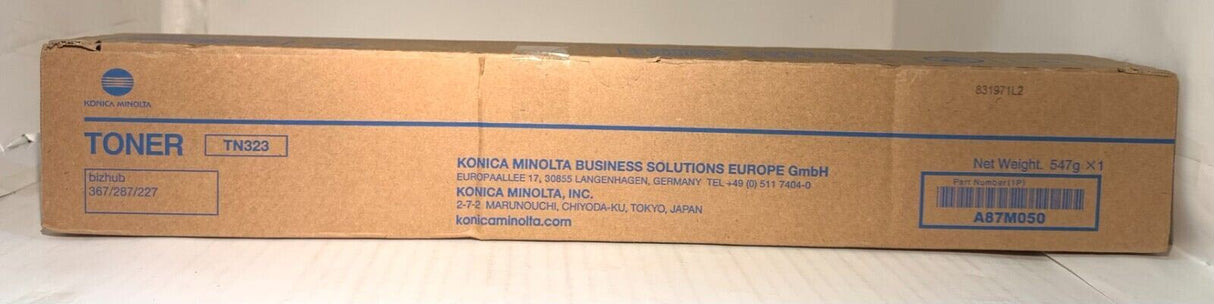 KONICA MINOLTA
831971L2
TONER TN323
bizhub
367/287/227
KONICA MINOLTA BUSINESS SOLUTIONS EUROPE GmbH
EUROPAALLEE 17, 30855 LANGENHAGEN, GERMANY TEL +49 (0) 511 7404-0
KONICA MINOLTA, INC.
2-7-2 MARUNOUCHI, CHIYODA-KU, TOKYO, JAPAN
konicaminolta.com
Net Weight. 547g ×1
Part Number(1P)
A87M050